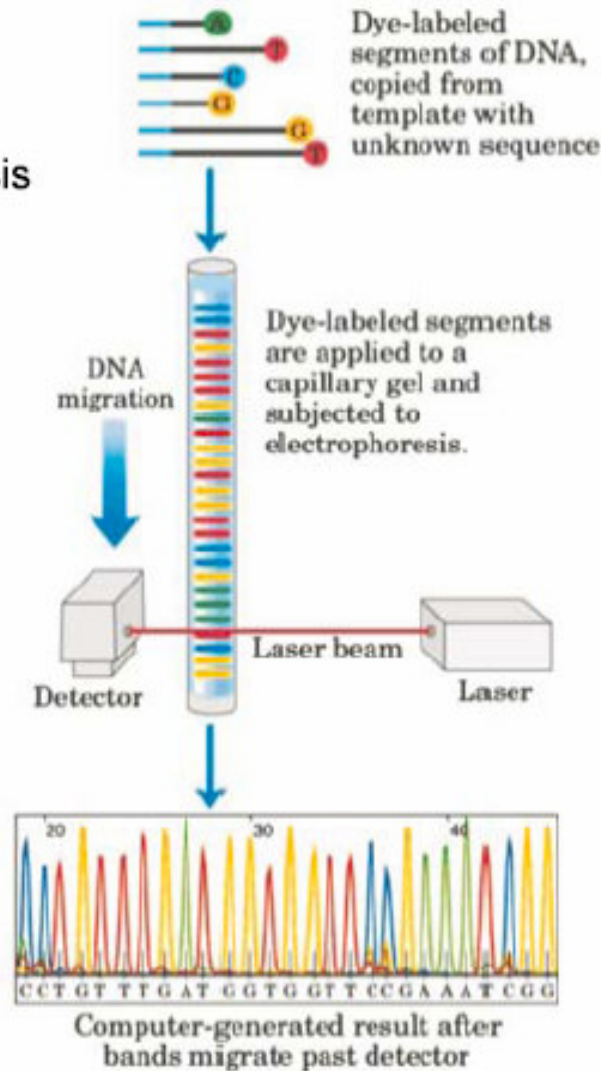 A
T
C
G
G
T
Dye-labeled
segments of DNA,
copied from
template with
unknown sequence
sis
DNA
migration
Dye-labeled segments
are applied to a
capillary gel and
subjected to
electrophoresis.
Laser beam
Detector
Laser
20 30 40
C C T G T T T G A T G G T G G T T C C G A A A T C G G
Computer-generated result after
bands migrate past detector